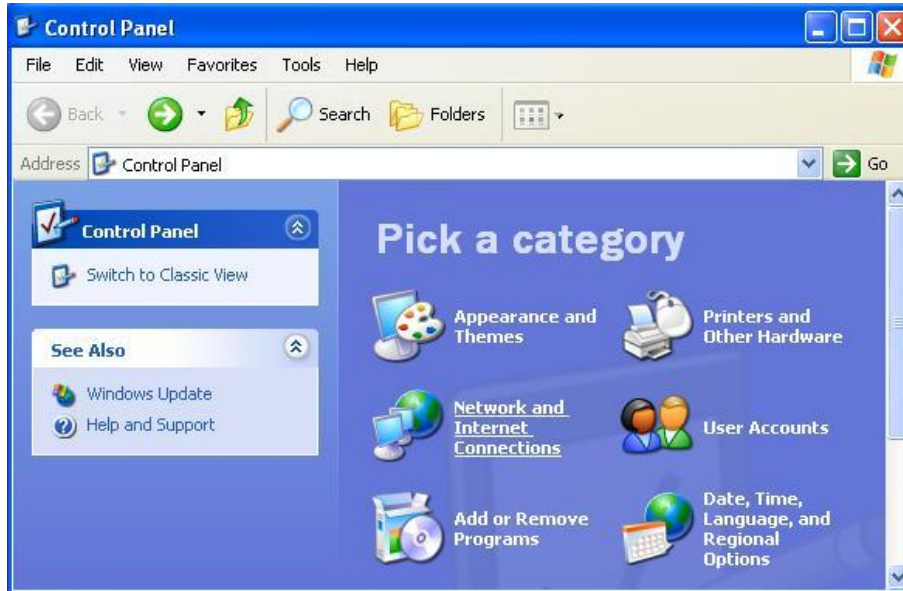 Control Panel
File Edit View Favorites Tools Help
Back Search Folders
Address Control Panel Go
Control Panel
Switch to Classic View
See Also
Windows Update
Help and Support
Pick a category
Appearance and
Themes
Printers and
Other Hardware
Network and
Internet
Connections
User Accounts
Add or Remove
Programs
Date, Time,
Language, and
Regional
Options